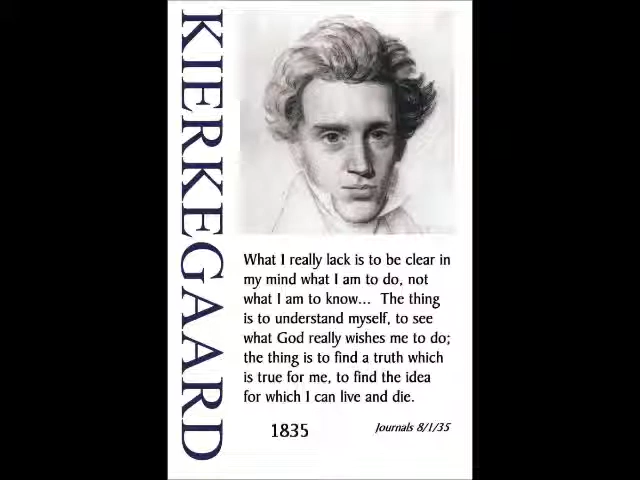 KIERKEGAARD
What I really lack is to be clear in
my mind what I am to do, not
what I am to know... The thing
is to understand myself, to see
what God really wishes me to do;
the thing is to find a truth which
is true for me, to find the idea
for which I can live and die.
1835
Journals 8/1/35